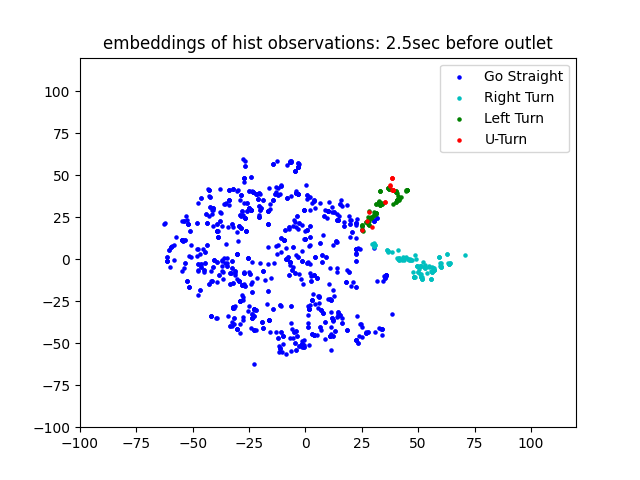 embeddings of hist observations: 2.5sec before outlet
Go Straight
Right Turn
Left Turn
U-Turn
100
75
50
25
0
−25
−50
−75
−100
−100 −75 −50 −25 0 25 50 75 100